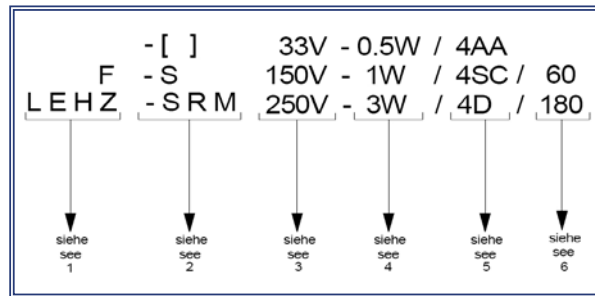 -[ ] 33V - 0.5W / 4AA
F -S 150V - 1W / 4SC / 60
LEHZ -SRM 250V - 3W / 4D / 180
siehe siehe siehe siehe siehe siehe
see see see see see see
1 2 3 4 5 6